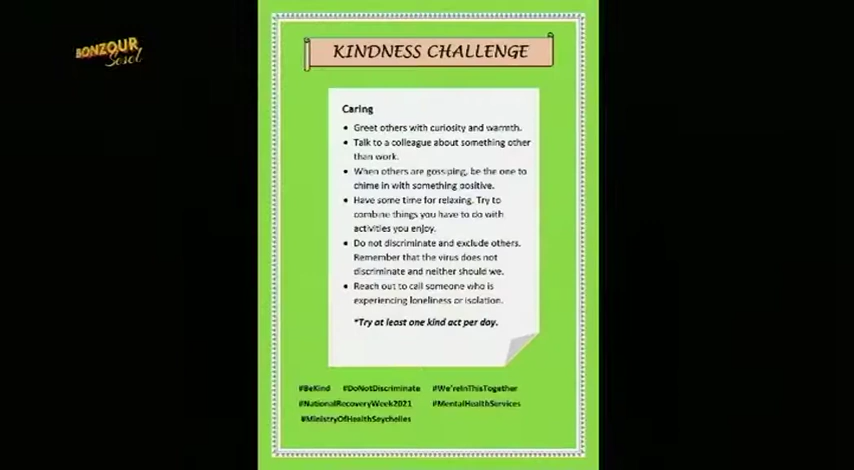 BONZOUR
Sesel
KINDNESS CHALLENGE
Caring
• Greet others with curiosity and warmth.
• Talk to a colleague about something other
than work.
• When others are gossiping, be the one to
chime in with something positive.
• Have some time for relaxing. Try to
combine things you have to do with
activities you enjoy.
• Do not discriminate and exclude others.
Remember that the virus does not
discriminate and neither should we.
• Reach out to call someone who is
experiencing loneliness or isolation.
*Try at least one kind act per day.
#BeKind #DoNotDiscriminate #We'reInThisTogether
#NationalRecoveryWeek2021 #MentalHealthServices
#MinistryOfHealthSeychelles